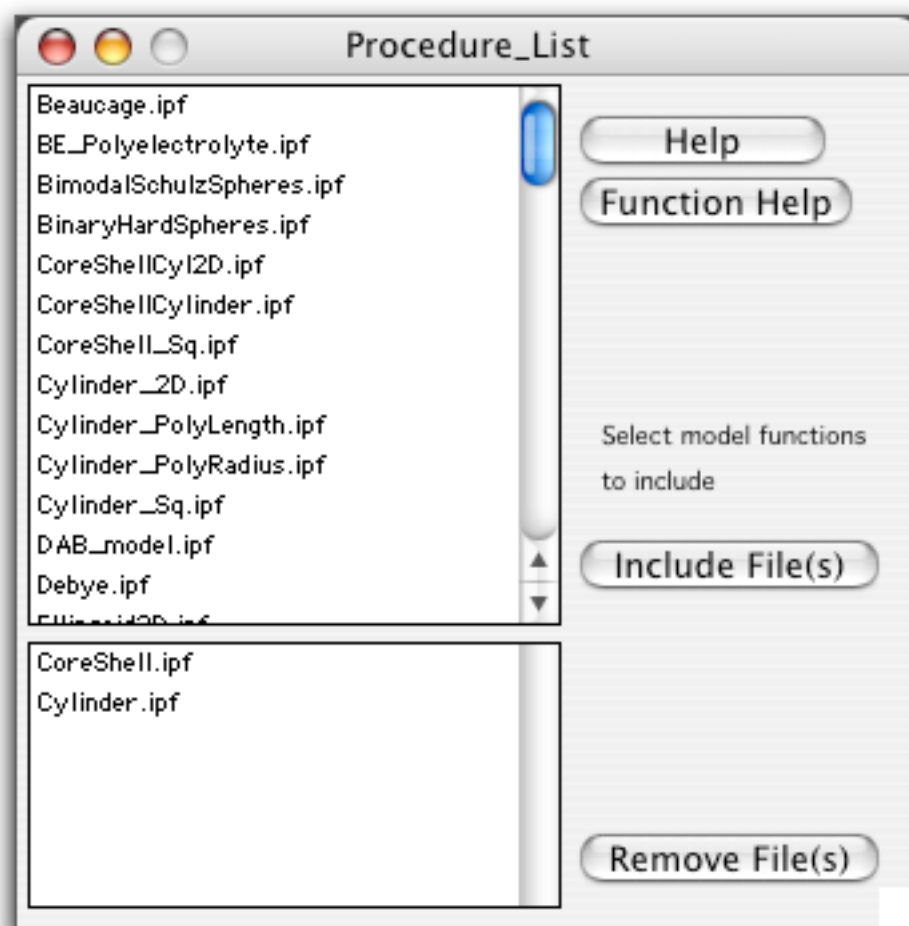 Procedure_List
Beaucage.ipf
BE_Polyelectrolyte.ipf
BimodalSchulzSpheres.ipf
BinaryHardSpheres.ipf
CoreShellCyl2D.ipf
CoreShellCylinder.ipf
CoreShell_Sq.ipf
Cylinder_2D.ipf
Cylinder_PolyLength.ipf
Cylinder_PolyRadius.ipf
Cylinder_Sq.ipf
DAB_model.ipf
Debye.ipf
Ellipsoid2D.ipf
Help
Function Help
Select model functions
to include
Include File(s)
CoreShell.ipf
Cylinder.ipf
Remove File(s)